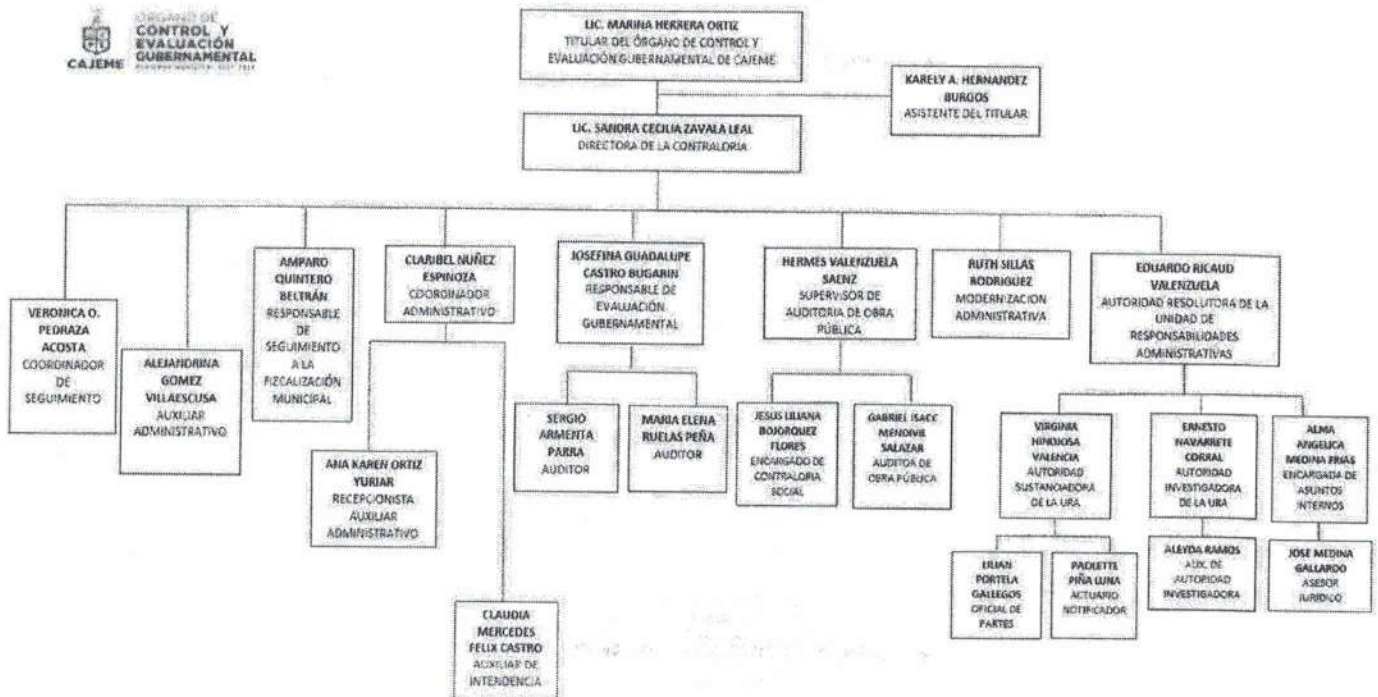 CAJEME
ÓRGANO DE
CONTROL Y
EVALUACIÓN
GUBERNAMENTAL
LIC. MARINA HERRERA ORTIZ
TITULAR DEL ÓRGANO DE CONTROL Y
EVALUACIÓN GUBERNAMENTAL DE CAJEME
KARELY A. HERNANDEZ
BURGOS
ASISTENTE DEL TITULAR
LIC. SANDRA CECILIA ZAVALA LEAL
DIRECTORA DE LA CONTRALORÍA
VERONICA O.
PEDRAZA
ACOSTA
COORDINADOR
DE
SEGUIMIENTO
ALEJANDRINA
GOMEZ
VILLAESCUSA
AUXILIAR
ADMINISTRATIVO
AMPARO
QUINTERO
BELTRÁN
RESPONSABLE
DE
SEGUIMIENTO
A LA
FIZCALIZACIÓN
MUNICIPAL
CLARIBEL NUÑEZ
ESPINOZA
COORDINADOR
ADMINISTRATIVO
ANA KAREN ORTIZ
YURIAR
RECEPCIONISTA
AUXILIAR
ADMINISTRATIVO
CLAUDIA
MERCEDES
FELIX CASTRO
AUXILIAR DE
INTENDENCIA
JOSEFINA GUADALUPE
CASTRO BUGARIN
RESPONSABLE DE
EVALUACIÓN
GUBERNAMENTAL
SERGIO
ARMENTA
PARRA
AUDITOR
MARIA ELENA
RUELAS PEÑA
AUDITOR
HERMES VALENZUELA
SAENZ
SUPERVISOR DE
AUDITORIA DE OBRA
PÚBLICA
JESUS LILIANA
BOJORQUEZ
FLORES
ENCARGADO DE
CONTRALORIA
SOCIAL
GABRIEL ISACC
MENDIVIL
SALAZAR
AUDITOR DE
OBRA PÚBLICA
RUTH SILLAS
RODRIGUEZ
MODERNIZACION
ADMINISTRATIVA
EDUARDO RICAUD
VALENZUELA
AUTORIDAD RESOLUTORA DE LA
UNIDAD DE
RESPONSABILIDADES
ADMINISTRATIVAS
VIRGINIA
HINOJOSA
VALENCIA
AUTORIDAD
SUSTANCIADORA
DE LA URA
ERNESTO
NAVARRETE
CORRAL
AUTORIDAD
INVESTIGADORA
DE LA URA
ALMA
ANGELICA
MEDINA FRIAS
ENCARGADA DE
ASUNTOS
INTERNOS
LILIAN
PORTELA
GALLEGOS
OFICIAL DE
PARTES
PAOLETTE
PIÑA LUNA
ACTUARIO
NOTIFICADOR
ALEYDA RAMOS
AUX. DE
AUTORIDAD
INVESTIGADORA
JOSE MEDINA
GALLARDO
ASESOR
JURÍDICO